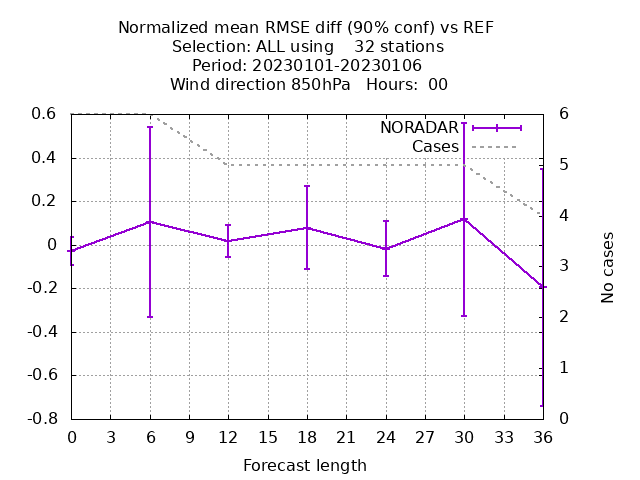 Normalized mean RMSE diff (90% conf) vs REF
Selection: ALL using    32 stations
Period: 20230101-20230106
Wind direction 850hPa   Hours:  00
NORADAR
Cases
0.6
0.4
0.2
0
-0.2
-0.4
-0.6
-0.8
6
5
4
3
2
1
0
No cases
0 3 6 9 12 15 18 21 24 27 30 33 36
Forecast length